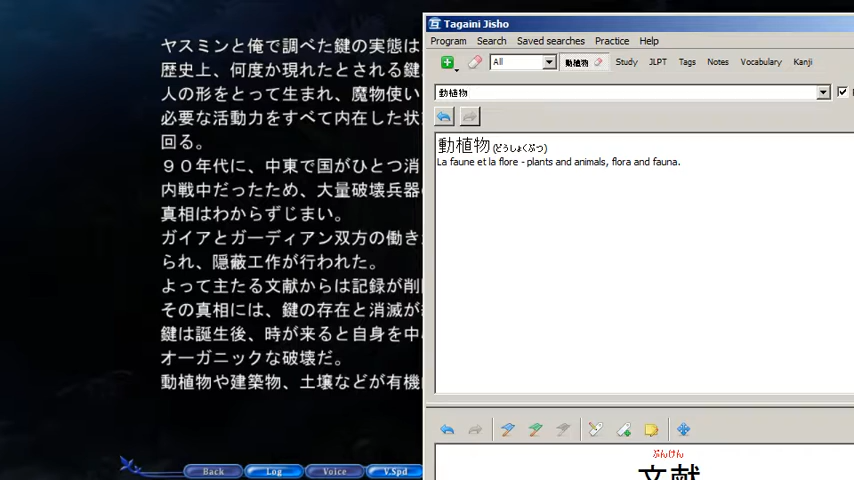 ヤスミンと俺で調べた鍵の実態は
歴史上、何度か現れたとされる鍵
人の形をとって生まれ、魔物使い
必要な活動力をすべて内在した状
回る。
９０年代に、中東で国がひとつ消
内戦中だったため、大量破壊兵器
真相はわからずじまい。
ガイアとガーディアン双方の働き
られ、隠蔽工作が行われた。
よって主たる文献からは記録が削
その真相には、鍵の存在と消滅が
鍵は誕生後、時が来ると自身を中
オーガニックな破壊だ。
動植物や建築物、土壌などが有機
Back Log Voice V.Spd
Tagaini Jisho
Program Search Saved searches Practice Help
All 動植物 Study JLPT Tags Notes Vocabulary Kanji
動植物
動植物 (どうしょくぶつ)
La faune et la flore - plants and animals, flora and fauna.
ぶんけん
文献